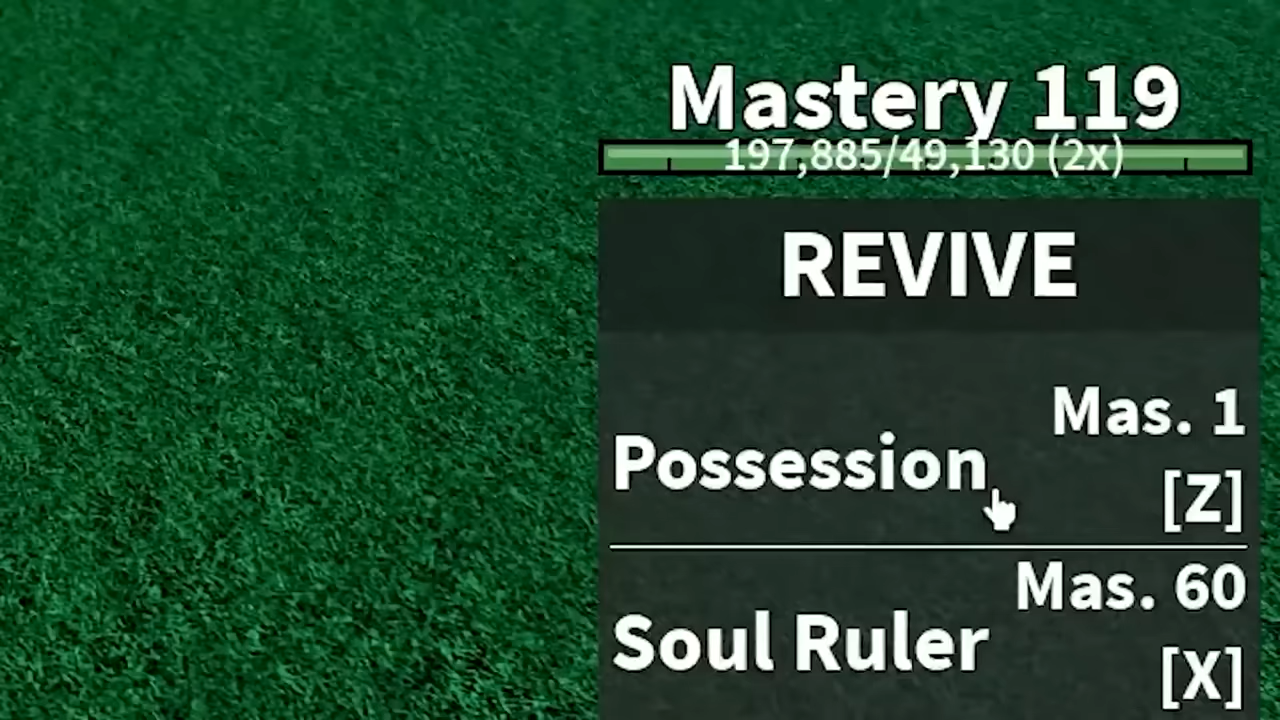 Mastery 119
197,885/49,130 (2x)
REVIVE
Mas. 1
Possession
[Z]
Mas. 60
Soul Ruler
[X]